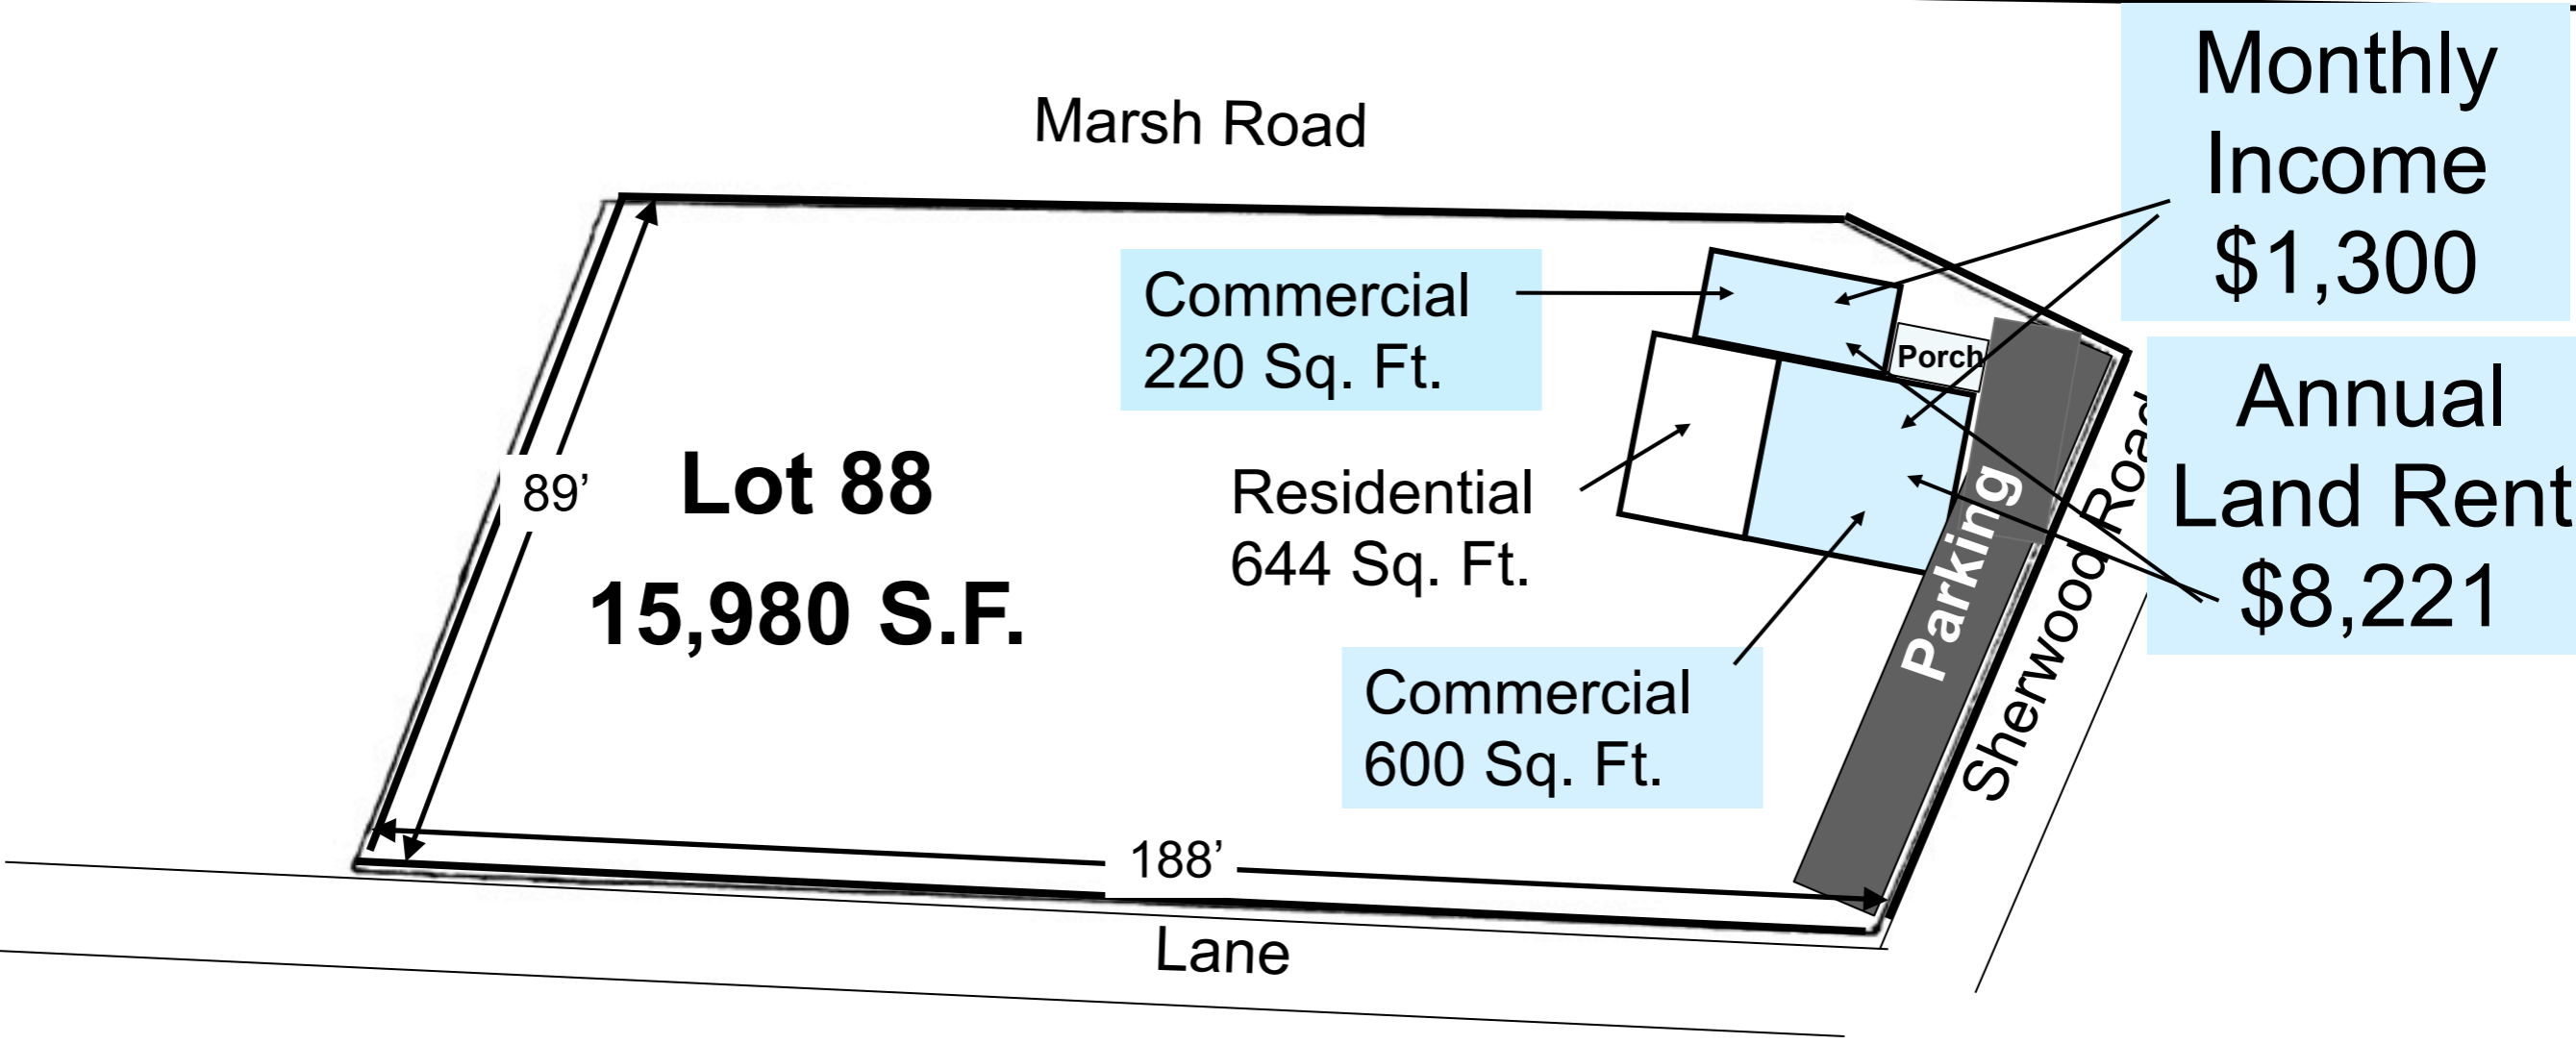 Monthly
Income
$1,300
Marsh Road
Commercial
220 Sq. Ft.
Porch
Annual
Land Rent
$8,221
89’
Lot 88
15,980 S.F.
Residential
644 Sq. Ft.
Parking
Sherwood Road
Commercial
600 Sq. Ft.
188’
Lane